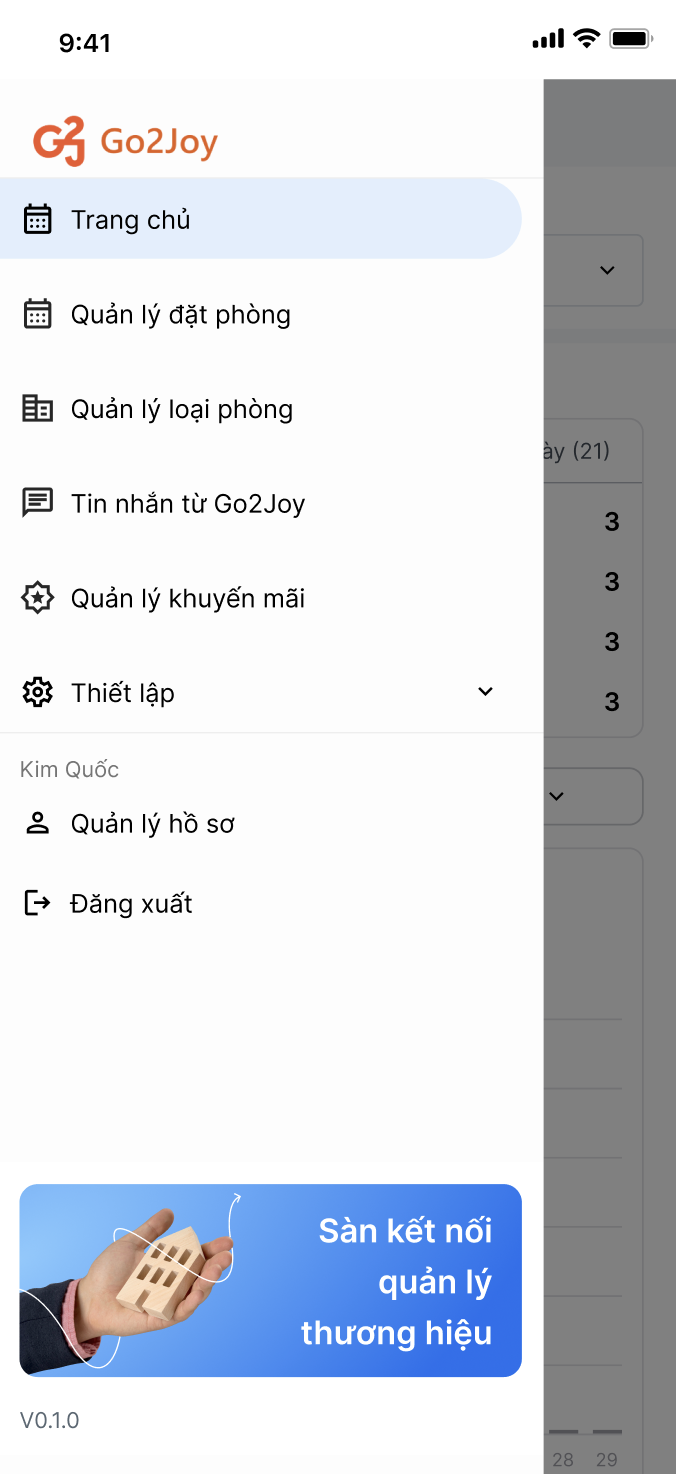 9:41
Go2Joy
Trang chủ
Quản lý đặt phòng
Quản lý loại phòng
ày (21)
Tin nhắn từ Go2Joy
3
3
Quản lý khuyến mãi
3
Thiết lập
3
Kim Quốc
Quản lý hồ sơ
Đăng xuất
Sàn kết nối
quản lý
thương hiệu
V0.1.0
28 29